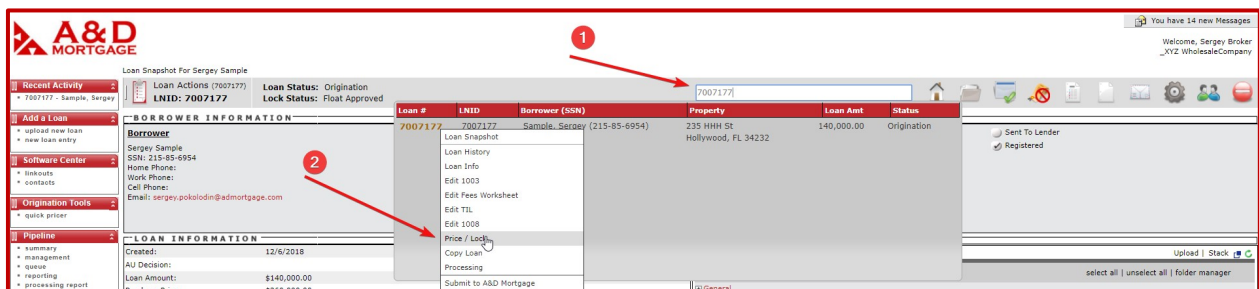 You have 14 new Messages
A&D
MORTGAGE
Welcome, Sergey Broker
_XYZ WholesaleCompany
1
Loan Snapshot For Sergey Sample
Recent Activity
7007177 - Sample, Sergey
Loan Actions (7007177)
LNID: 7007177
Loan Status: Origination
Lock Status: Float Approved
7007177
Loan # LNID Borrower (SSN) Property Loan Amt Status
7007177 7007177 Sample, Sergey (215-85-6954) 235 HHH St 140,000.00 Origination
Hollywood, FL 34232
Add a Loan
upload new loan
new loan entry
Software Center
linkouts
contacts
Origination Tools
quick pricer
Pipeline
summary
management
queue
reporting
processing report
BORROWER INFORMATION
Borrower
Sergey Sample
SSN: 215-85-6954
Home Phone:
Work Phone:
Cell Phone:
Email: sergey.pokolodin@admortgage.com
2
Loan Snapshot
Loan History
Loan Info
Edit 1003
Edit Fees Worksheet
Edit TIL
Edit 1008
Price / Lock
Copy Loan
Processing
Submit to A&D Mortgage
Sent To Lender
Registered
LOAN INFORMATION
Created: 12/6/2018
AU Decision:
Loan Amount: $140,000.00
Upload | Stack
select all | unselect all | folder manager
General